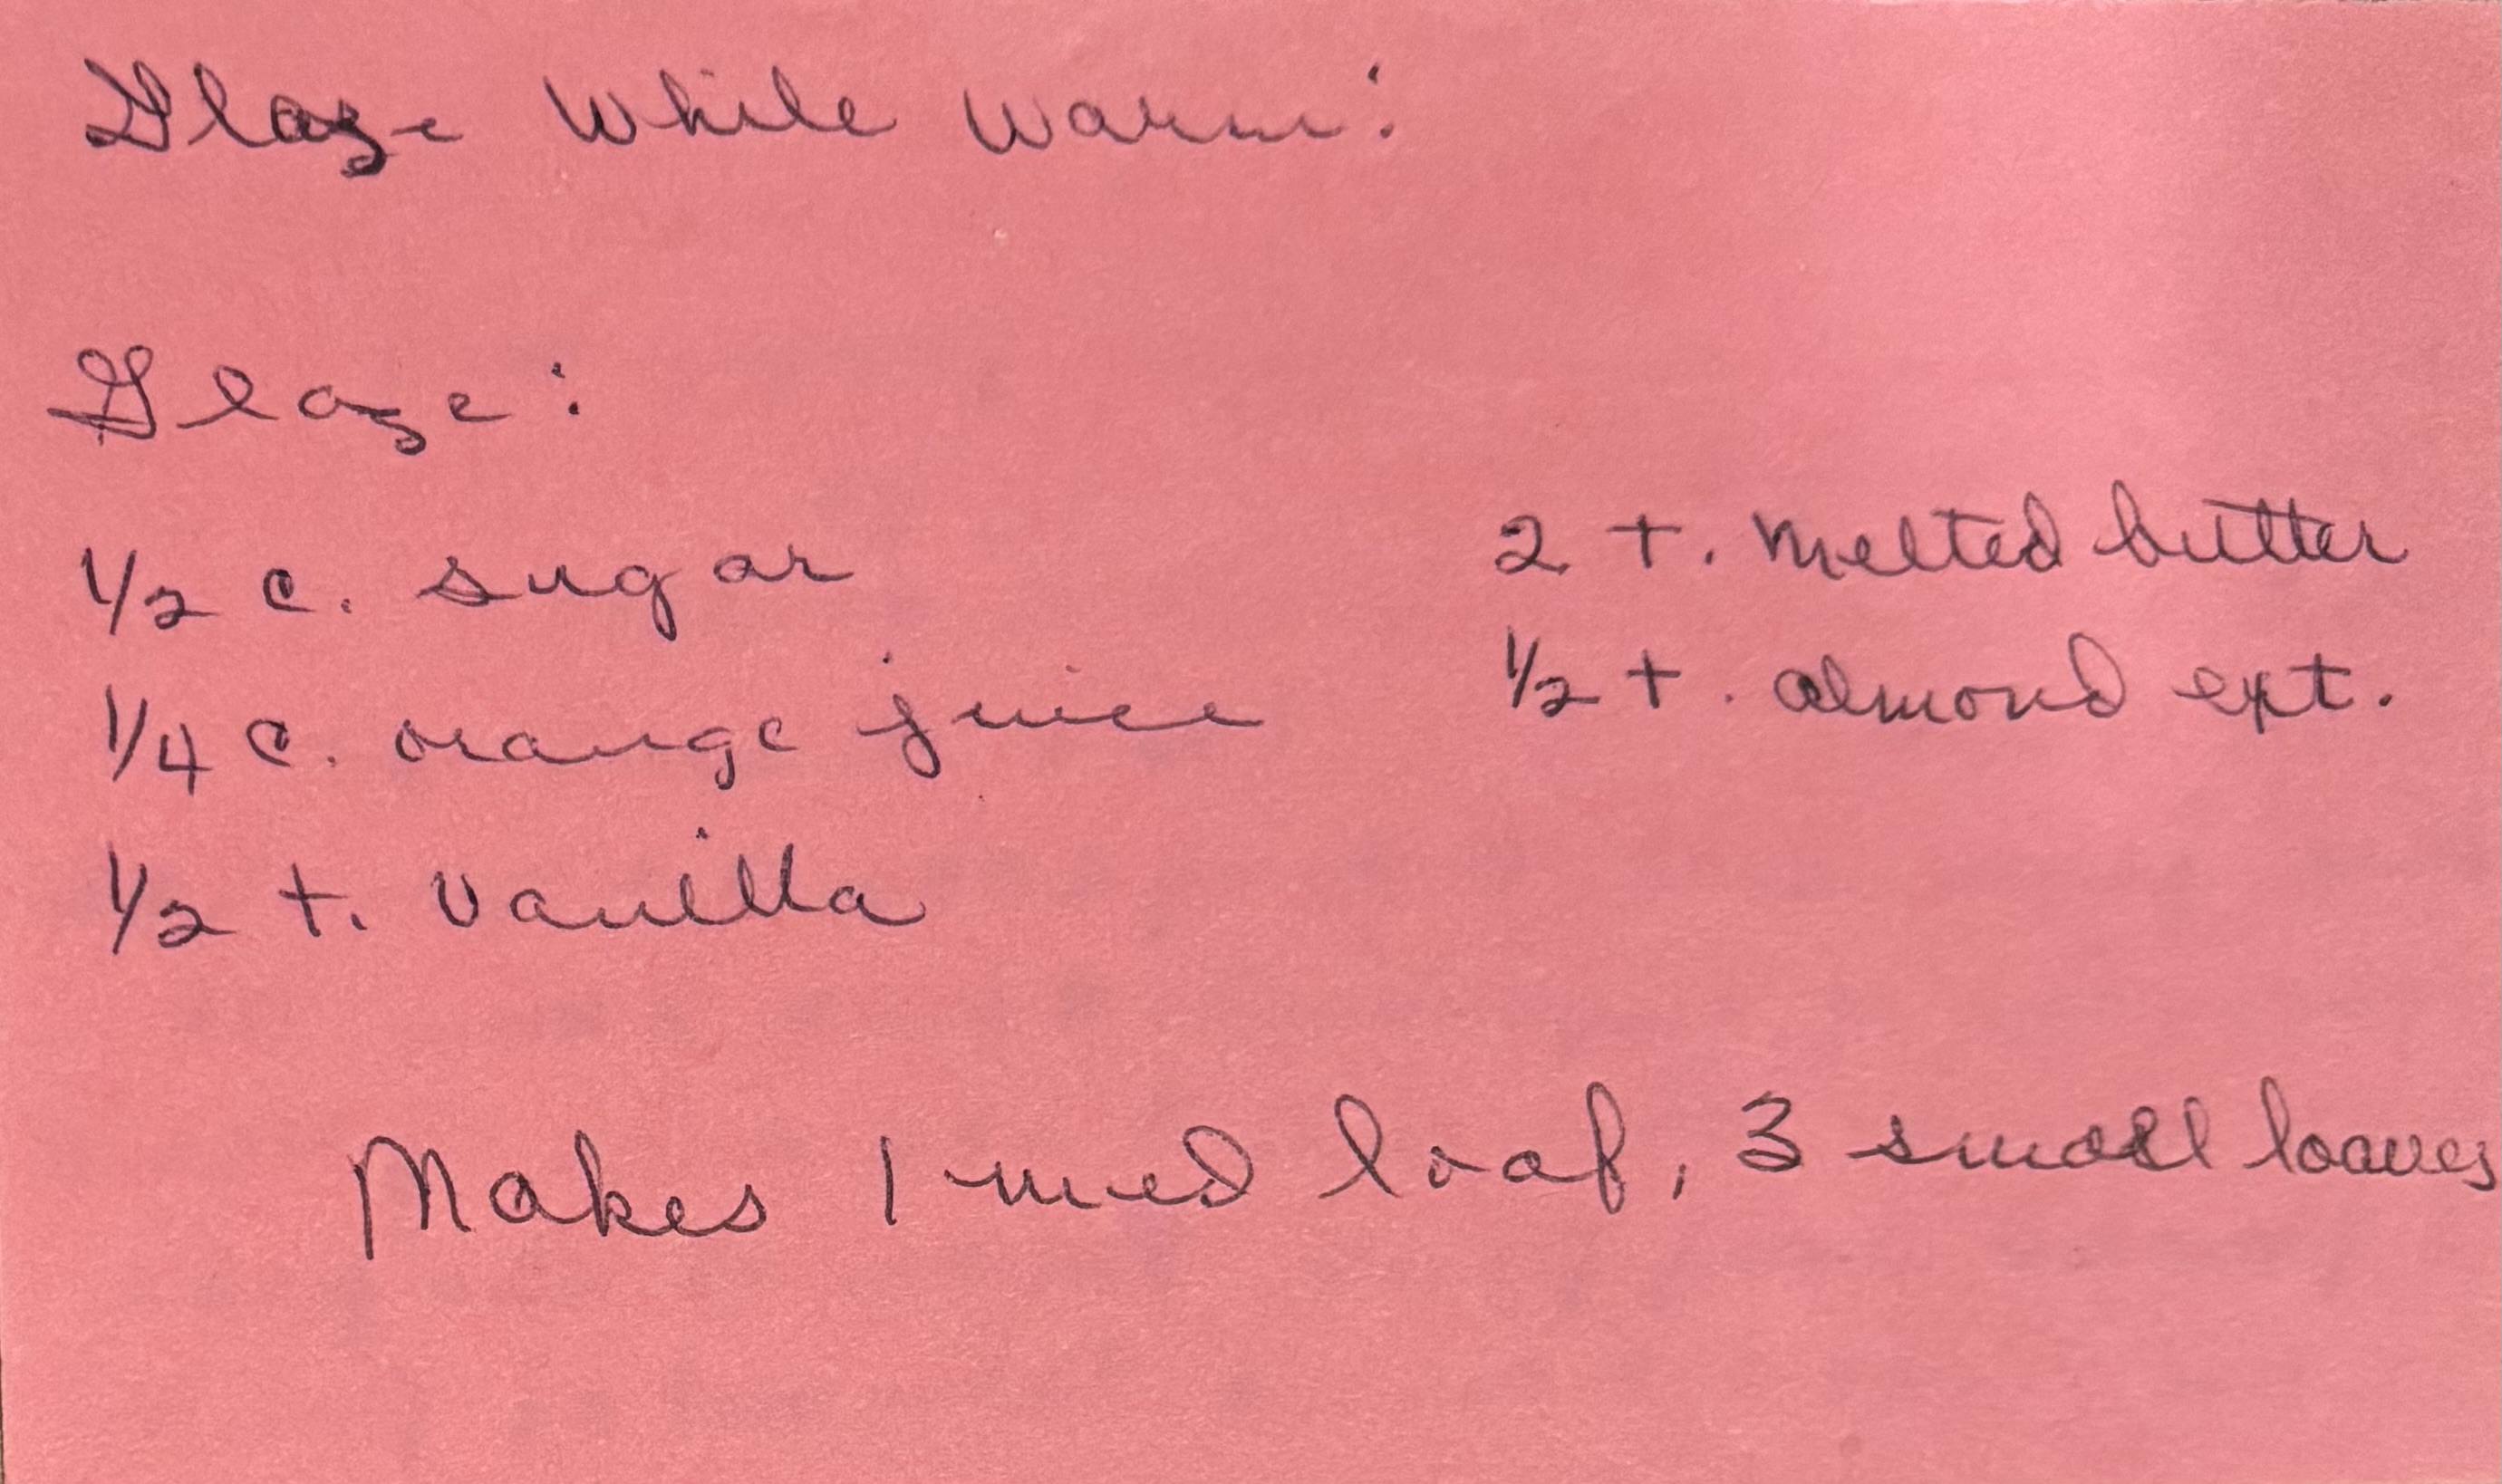 Glaze While Warm:
Glaze:
1/2 c. sugar
1/4 c. orange juice
1/2 t. vanilla
2 t. melted butter
1/2 t. almond ext.
Makes 1 med loaf, 3 small loaves